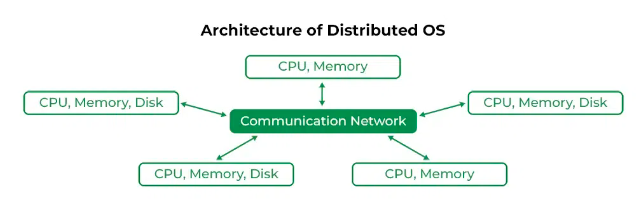 Architecture of Distributed OS
CPU, Memory
CPU, Memory, Disk
CPU, Memory, Disk
Communication Network
CPU, Memory, Disk
CPU, Memory